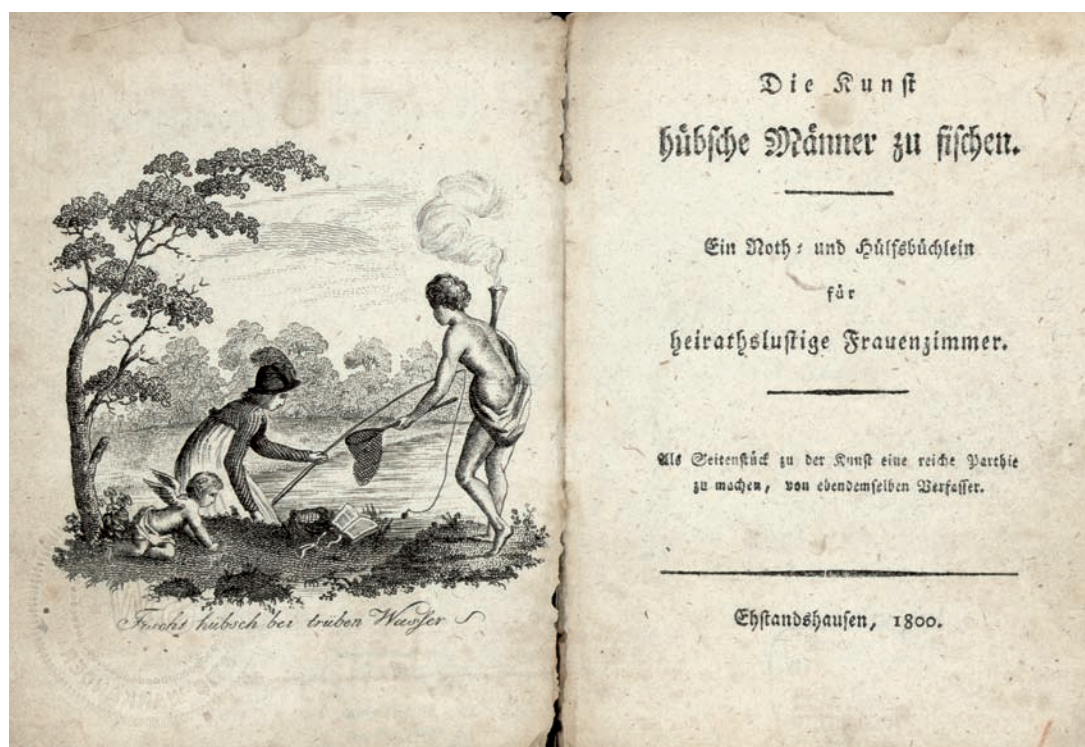 Fischt hübsch bei trüben Wasser
Die Kunst
hübsche Männer zu fischen.
Ein Noth- und Hülfsbüchlein
für
heirathslustige Frauenzimmer.
Als Seitenstück zu der Kunst eine reiche Parthie
zu machen, von ebendemselben Verfasser.
Ehstandshausen, 1800.